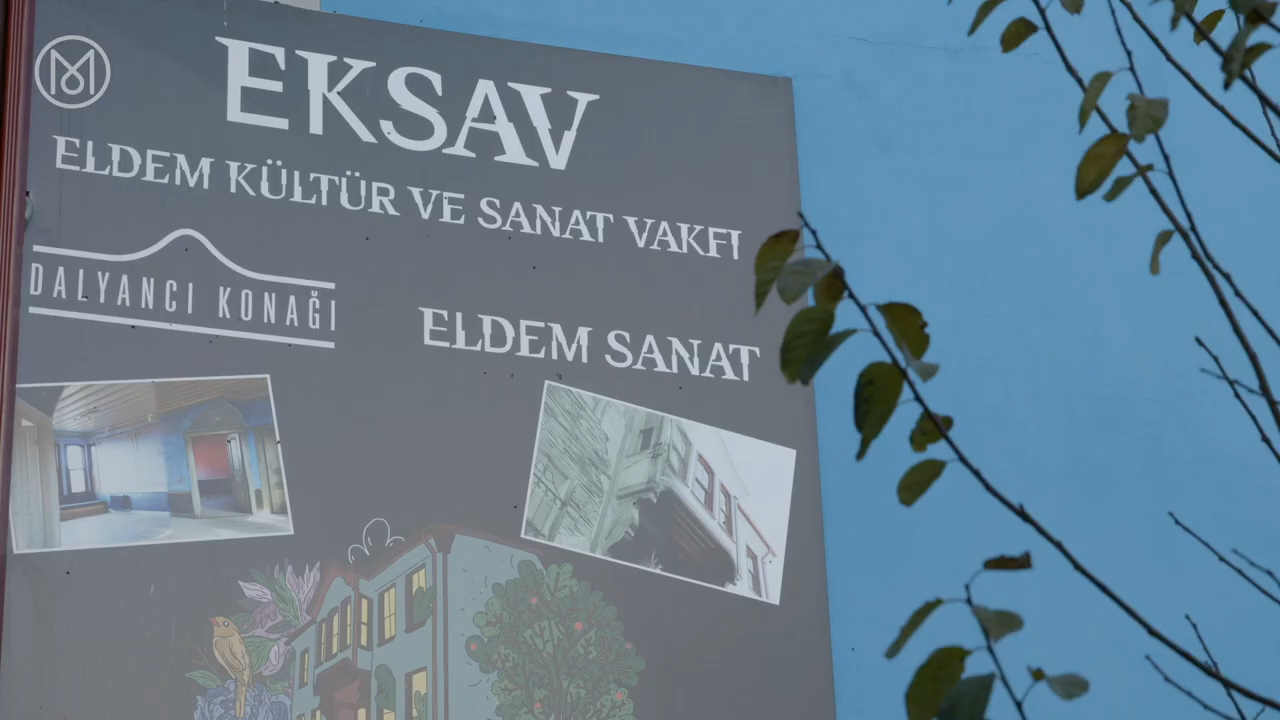 EKSAV
ELDEM KÜLTÜR VE SANAT VAKFI
DALYANCI KONAĞI
ELDEM SANAT